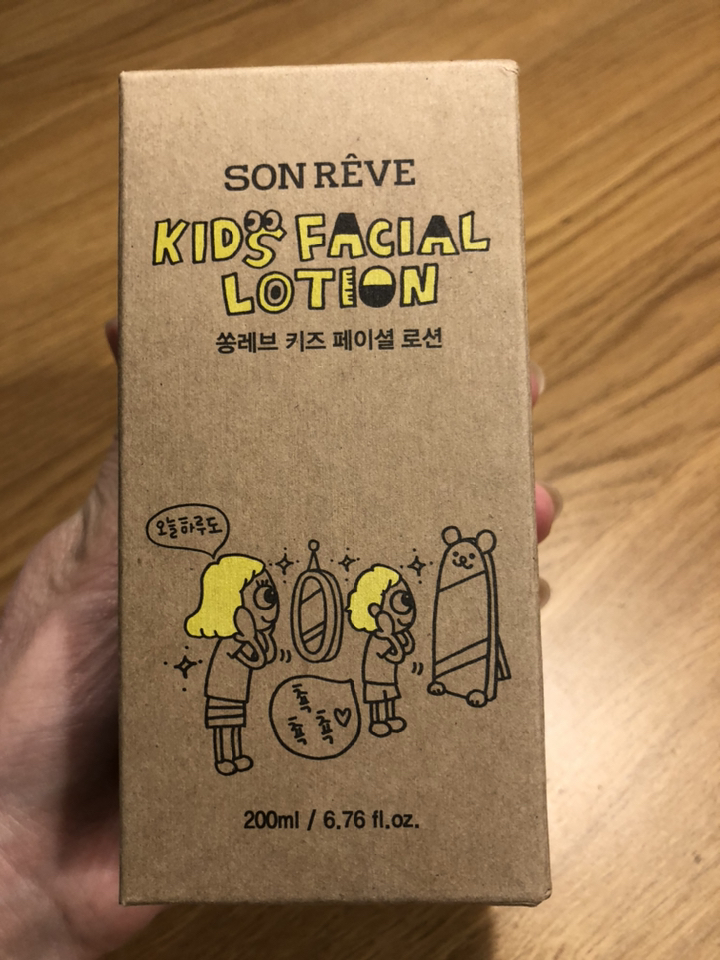 SON RÊVE
KID'S FACIAL
LOTION
쏭레브 키즈 페이셜 로션
오늘하루도
촉
촉 촉♡
200ml / 6.76 fl.oz.